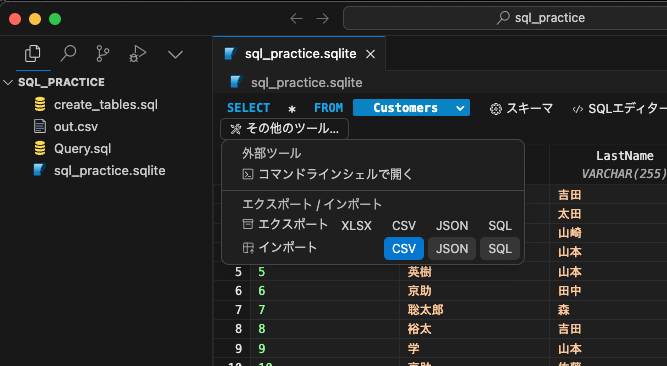 sql_practice
sql_practice.sqlite
SQL_PRACTICE
create_tables.sql
out.csv
Query.sql
sql_practice.sqlite
sql_practice.sqlite
SELECT * FROM Customers スキーマ SQLエディター
その他のツール...
外部ツール
コマンドラインシェルで開く
エクスポート / インポート
エクスポート XLSX CSV JSON SQL
インポート CSV JSON SQL
LastName
VARCHAR(255)
吉田
太田
山崎
山本
5 5 英樹 山本
6 6 京助 田中
7 7 聡太郎 森
8 8 裕太 吉田
9 9 学 山本